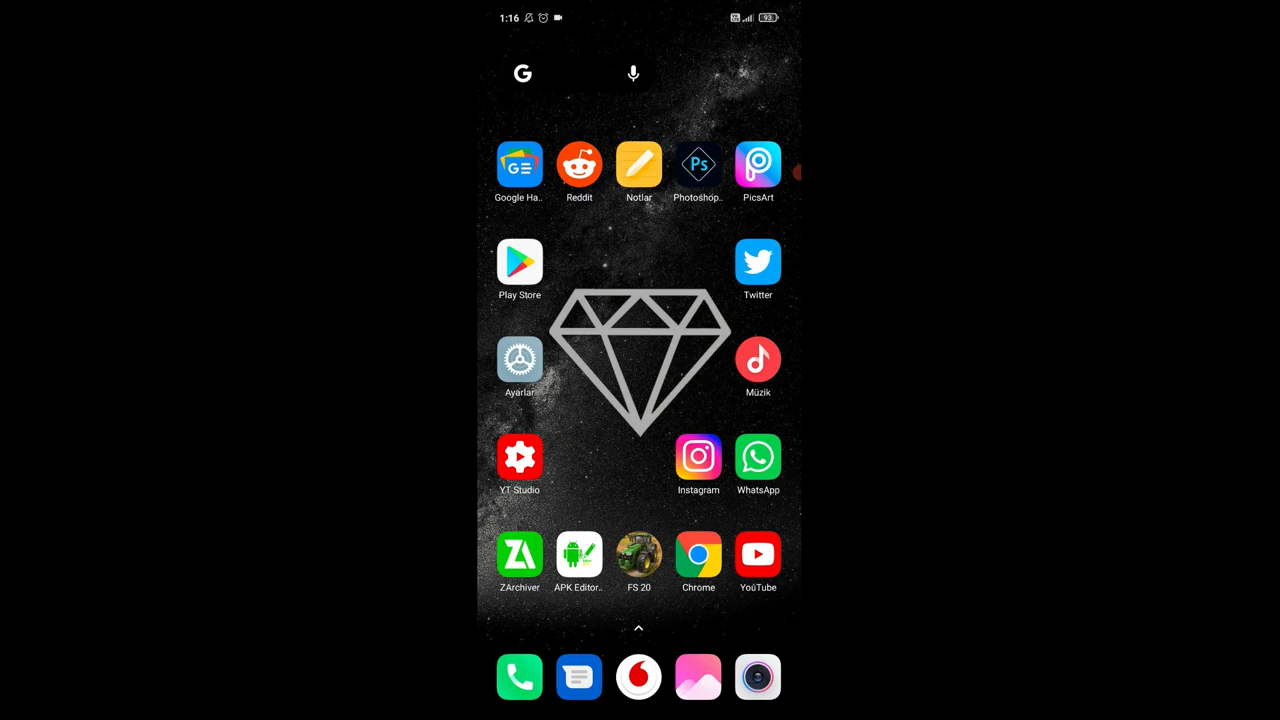 1:16 93
G
Google Ha.. Reddit Notlar Photoshop.. PicsArt
Play Store Twitter
Ayarlar Müzik
YT Studio Instagram WhatsApp
ZArchiver APK Editor.. FS 20 Chrome YouTube